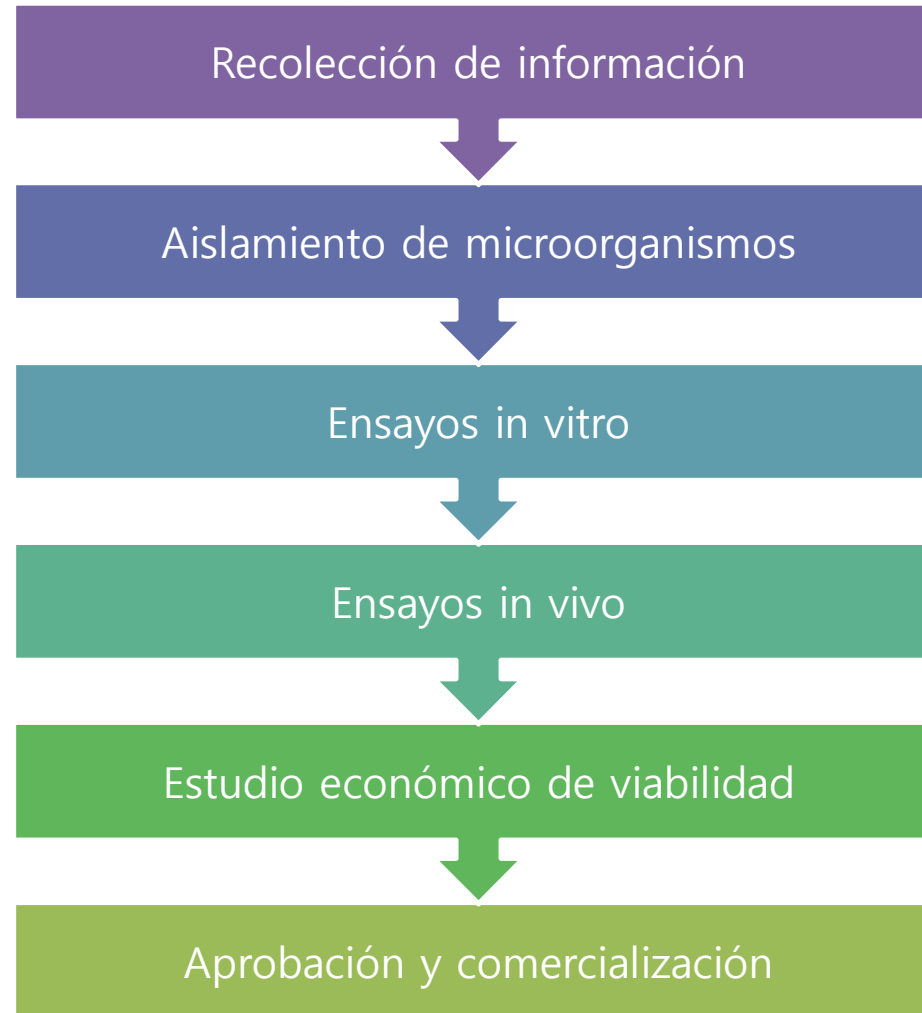 Recolección de información
Aislamiento de microorganismos
Ensayos in vitro
Ensayos in vivo
Estudio económico de viabilidad
Aprobación y comercialización